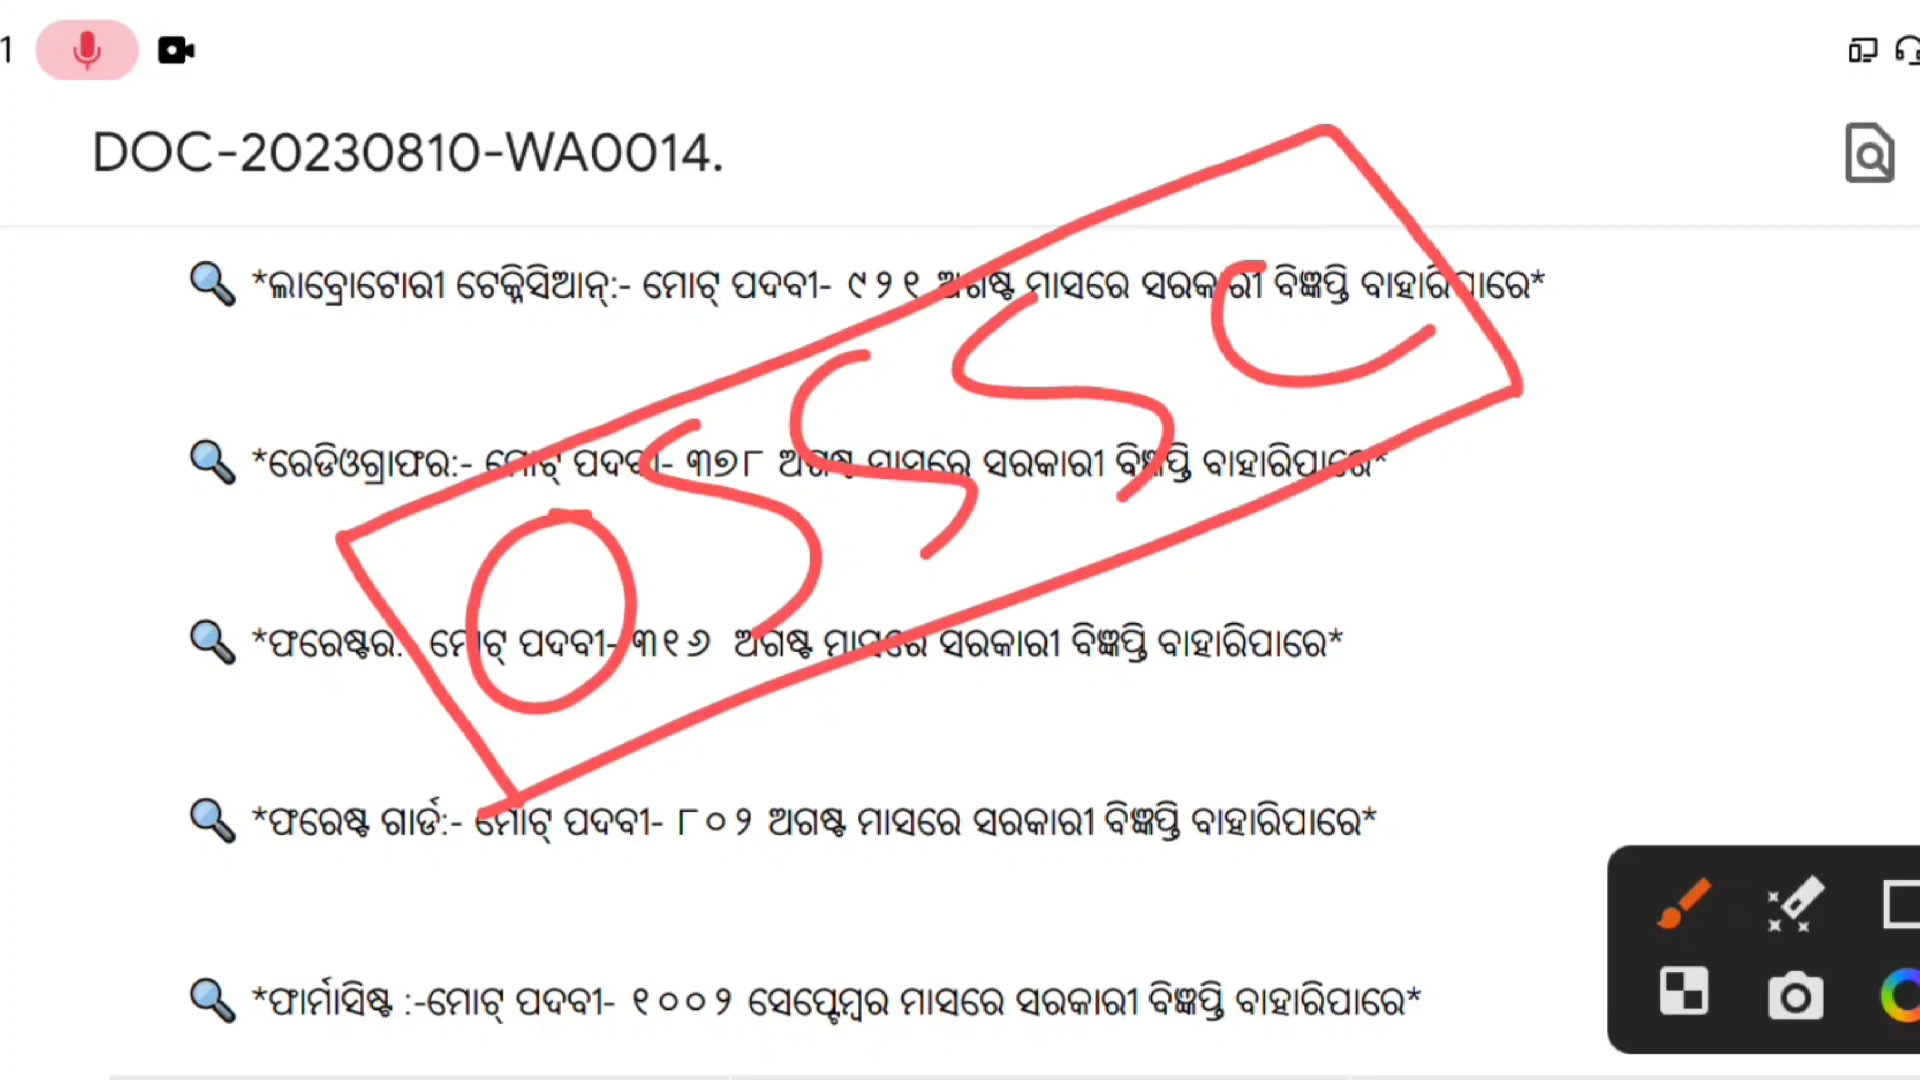 1
DOC-20230810-WA0014.
*ଲାବ୍ରୋଟୋରୀ ଟେକ୍ନିସିଆନ୍:- ମୋଟ୍ ପଦବୀ- ୯୨୧ ଅଗଷ୍ଟ ମାସରେ ସରକାରୀ ବିଜ୍ଞପ୍ତି ବାହାରିପାରେ*
*ରେଡିଓଗ୍ରାଫର:- ମୋଟ୍ ପଦବୀ- ୩୭୮ ଅଗଷ୍ଟ ମାସରେ ସରକାରୀ ବିଜ୍ଞପ୍ତି ବାହାରିପାରେ*
OSSSC
*ଫରେଷ୍ଟର:- ମୋଟ୍ ପଦବୀ- ୩୧୬ ଅଗଷ୍ଟ ମାସରେ ସରକାରୀ ବିଜ୍ଞପ୍ତି ବାହାରିପାରେ*
*ଫରେଷ୍ଟ ଗାର୍ଡ:- ମୋଟ୍ ପଦବୀ- ୮୦୨ ଅଗଷ୍ଟ ମାସରେ ସରକାରୀ ବିଜ୍ଞପ୍ତି ବାହାରିପାରେ*
*ଫାର୍ମାସିଷ୍ଟ :-ମୋଟ୍ ପଦବୀ- ୧୦୦୨ ସେପ୍ଟେମ୍ବର ମାସରେ ସରକାରୀ ବିଜ୍ଞପ୍ତି ବାହାରିପାରେ*